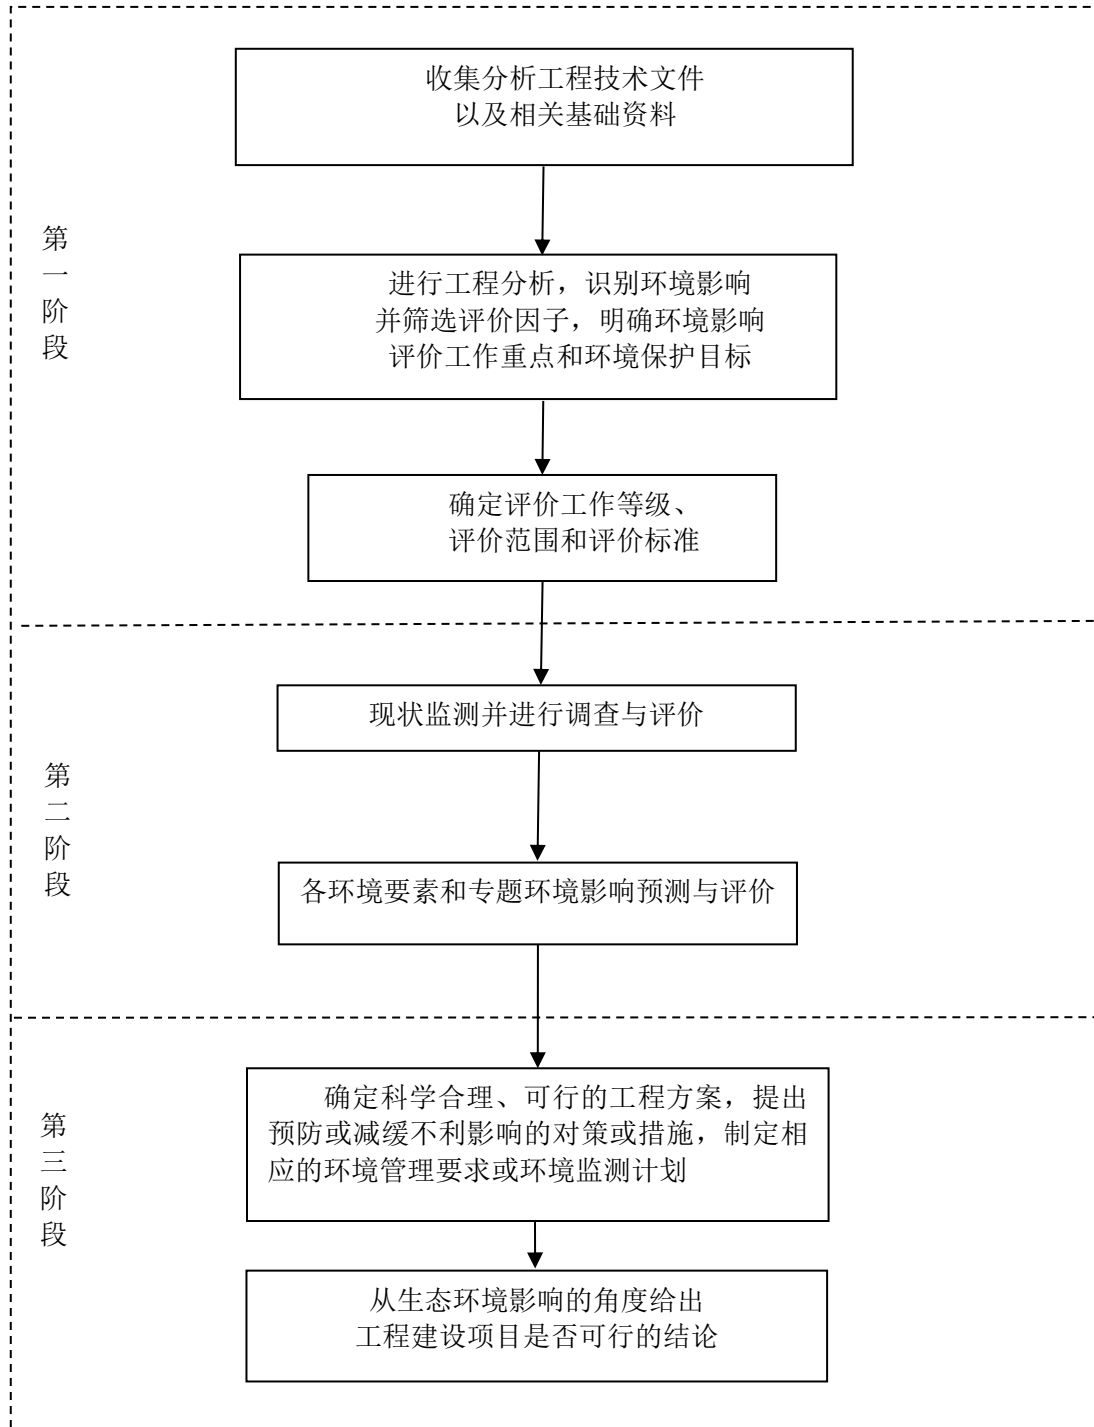 收集分析工程技术文件
以及相关基础资料
第一阶段
进行工程分析，识别环境影响
并筛选评价因子，明确环境影响
评价工作重点和环境保护目标
确定评价工作等级、
评价范围和评价标准
现状监测并进行调查与评价
第二阶段
各环境要素和专题环境影响预测与评价
确定科学合理、可行的工程方案，提出
预防或减缓不利影响的对策或措施，制定相
应的环境管理要求或环境监测计划
第三阶段
从生态环境影响的角度给出
工程建设项目是否可行的结论